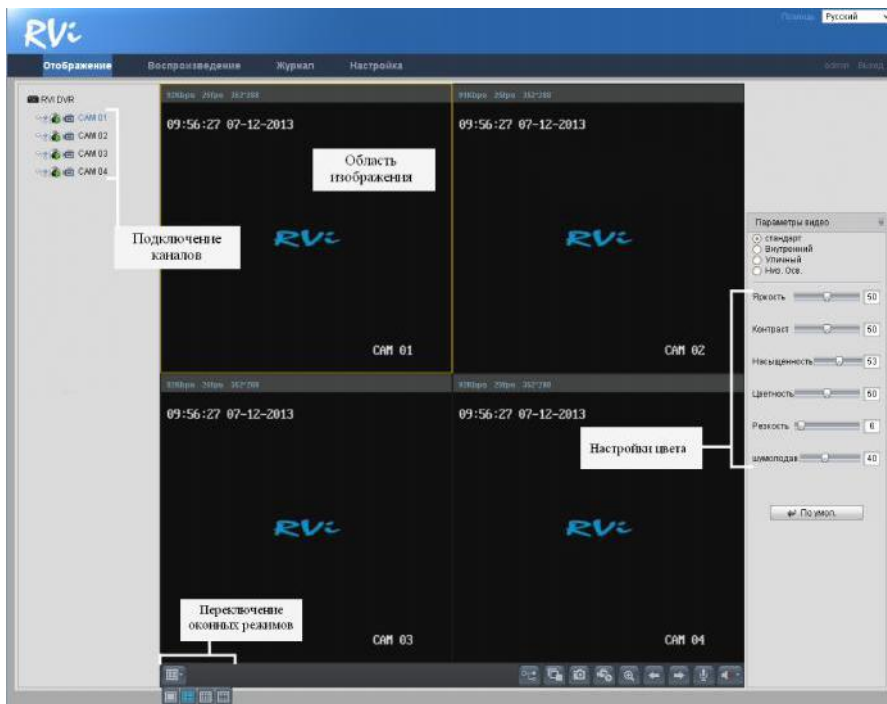 Помощь Русский
RVi
Отображение Воспроизведение Журнал Настройка
admin Выход
RVI DVR
CAM 01
CAM 02
CAM 03
CAM 04
Подключение
каналов
09:56:27 07-12-2013
Область
изображения
RVi
CAM 01
09:56:27 07-12-2013
RVi
CAM 02
09:56:27 07-12-2013
RVi
CAM 03
09:56:27 07-12-2013
RVi
CAM 04
Переключение
оконных режимов
Настройки цвета
Параметры видео
стандарт
Внутренний
Уличный
Низ. Осв.
Яркость 50
Контраст 50
Насыщенность 53
Цветность 50
Резкость 6
шумоподав 40
По умол.